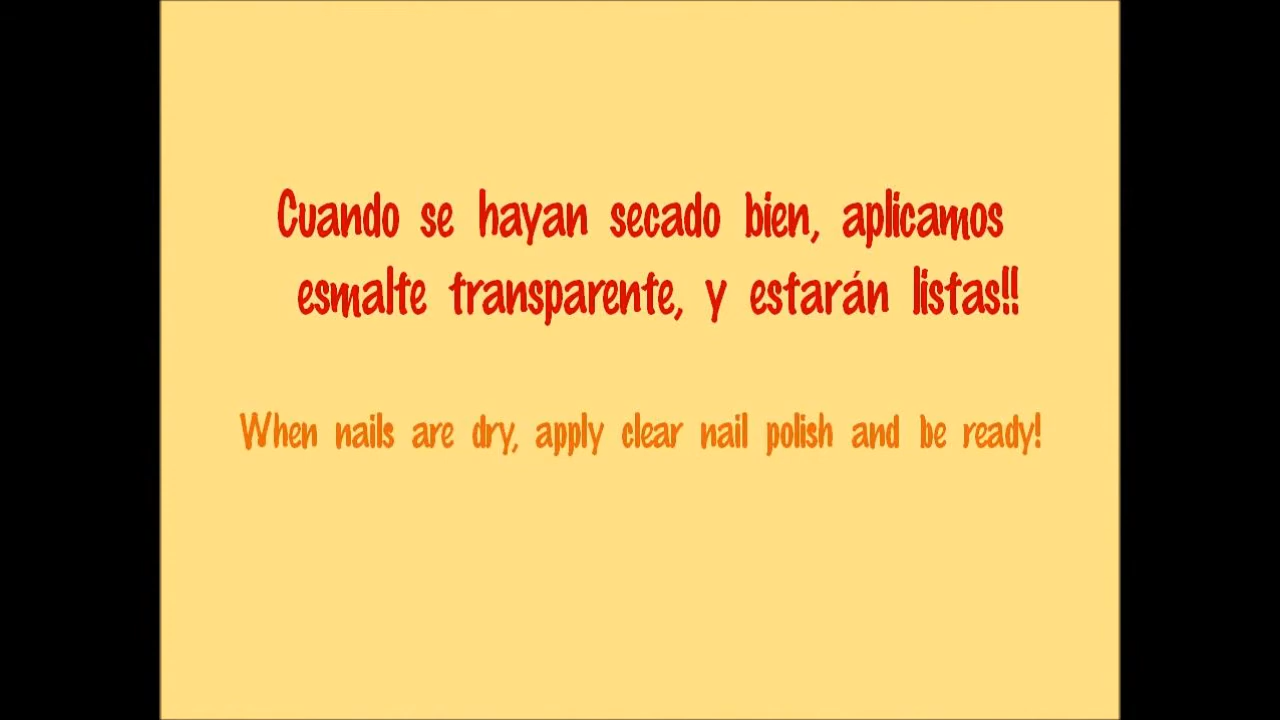 Cuando se hayan secado bien, aplicamos
esmalte transparente, y estarán listas!!
When nails are dry, apply clear nail polish and be ready!